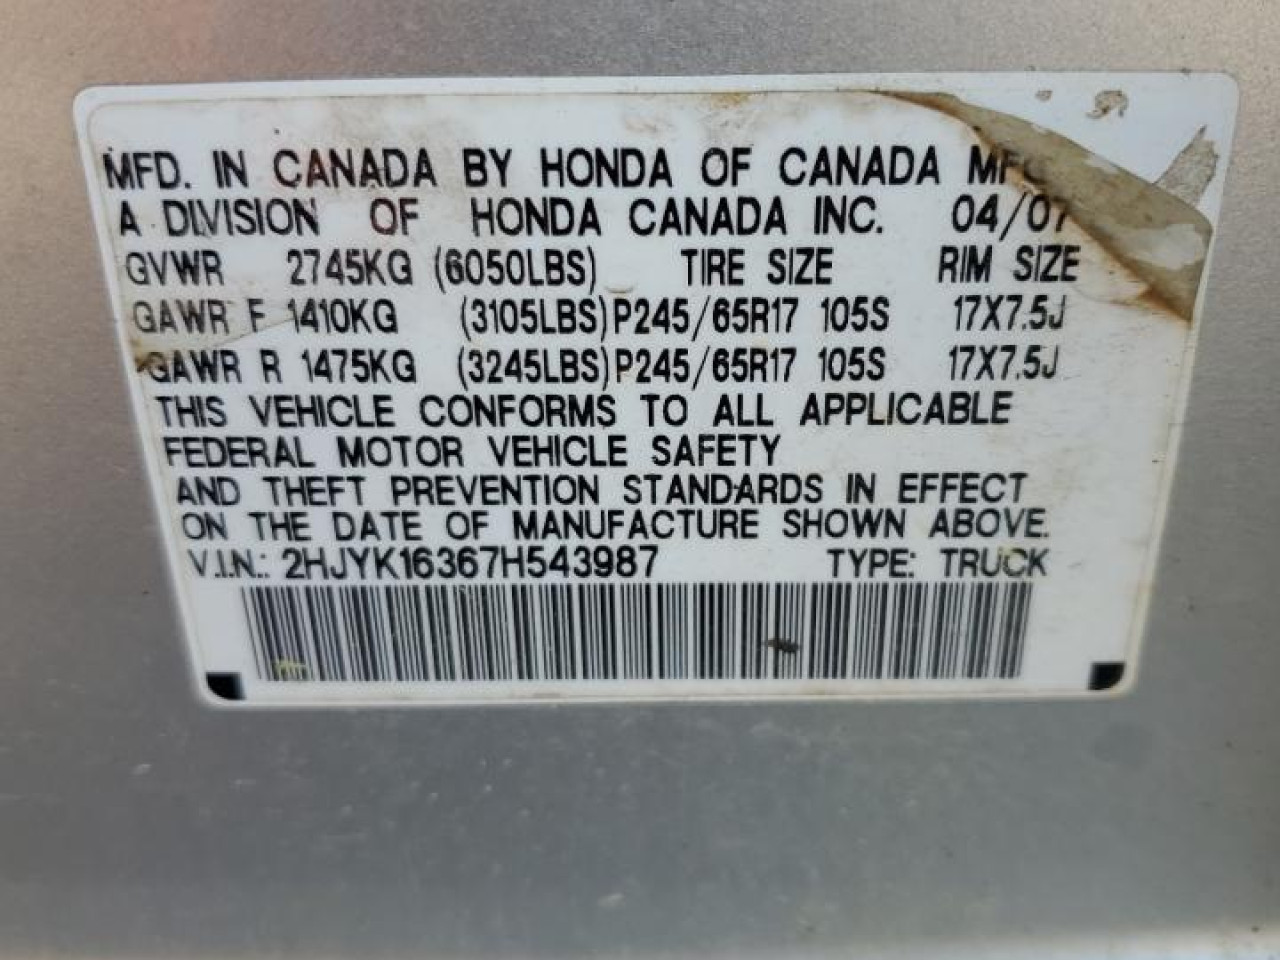 MFD. IN CANADA BY HONDA OF CANADA MFG.
A DIVISION OF HONDA CANADA INC. 04/07
GVWR 2745KG (6050LBS) TIRE SIZE RIM SIZE
GAWR F 1410KG (3105LBS) P245/65R17 105S 17X7.5J
GAWR R 1475KG (3245LBS) P245/65R17 105S 17X7.5J
THIS VEHICLE CONFORMS TO ALL APPLICABLE
FEDERAL MOTOR VEHICLE SAFETY
AND THEFT PREVENTION STANDARDS IN EFFECT
ON THE DATE OF MANUFACTURE SHOWN ABOVE.
V.I.N.: 2HJYK16367H543987 TYPE: TRUCK